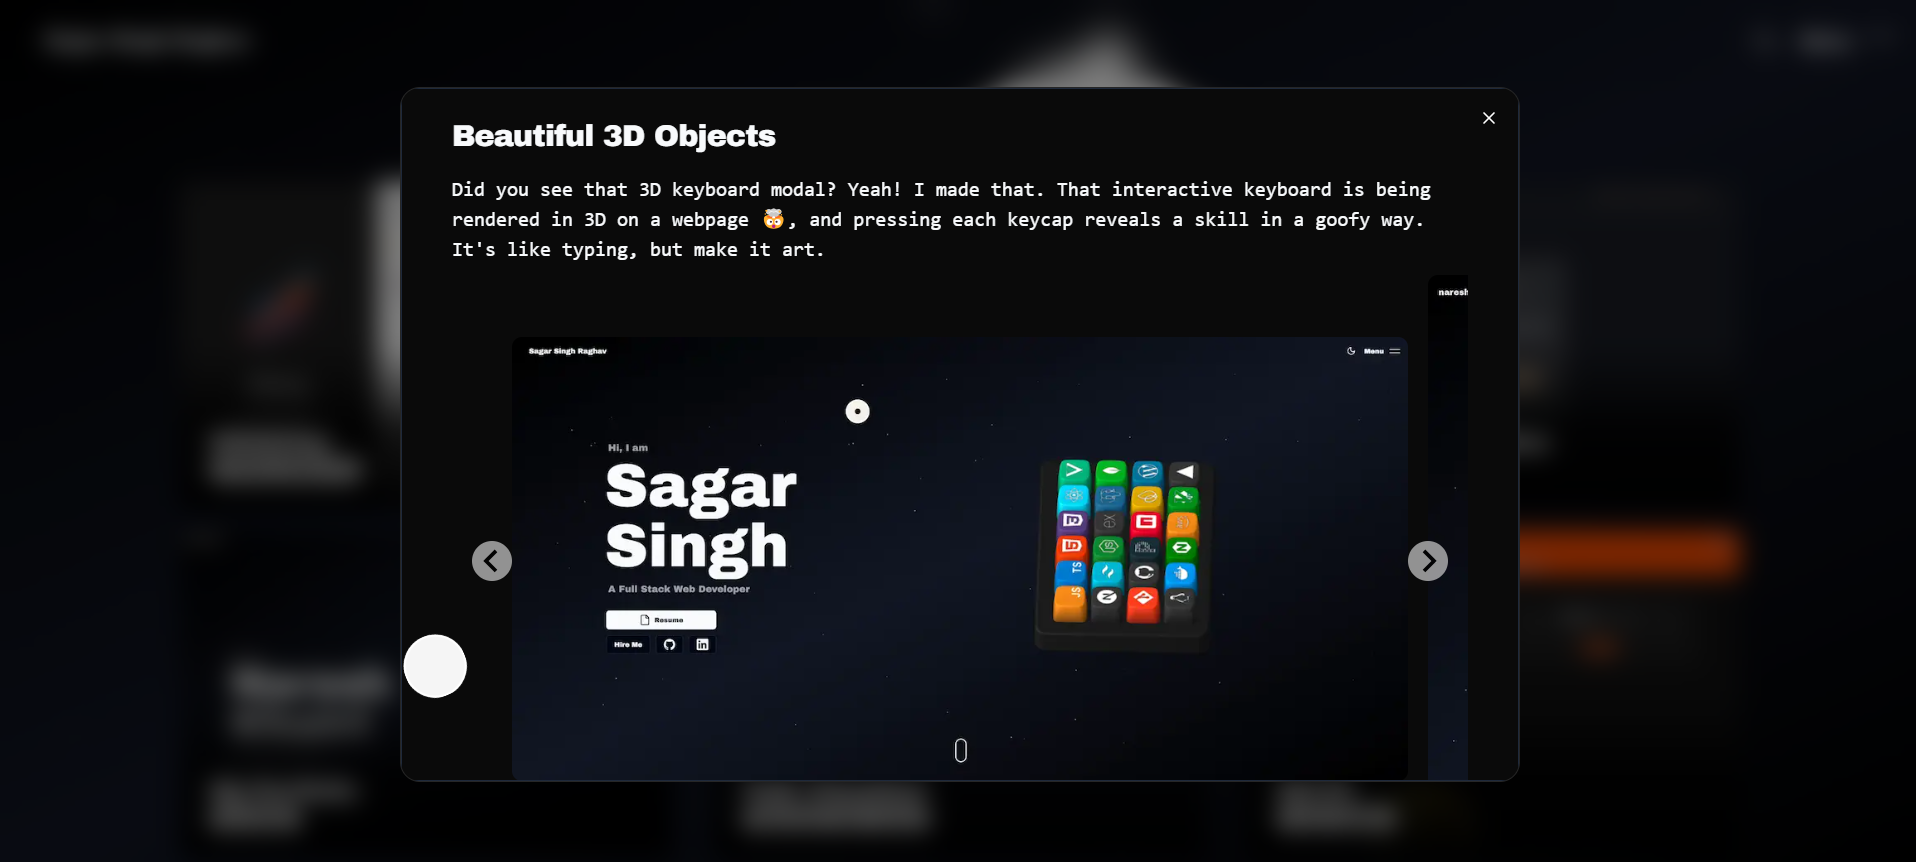 Beautiful 3D Objects
Did you see that 3D keyboard modal? Yeah! I made that. That interactive keyboard is being
rendered in 3D on a webpage 🤯, and pressing each keycap reveals a skill in a goofy way.
It's like typing, but make it art.
naresh
Sagar Singh Raghav
Menu
Hi, I am
Sagar
Singh
A Full Stack Web Developer
Resume
Hire Me
TS
JS